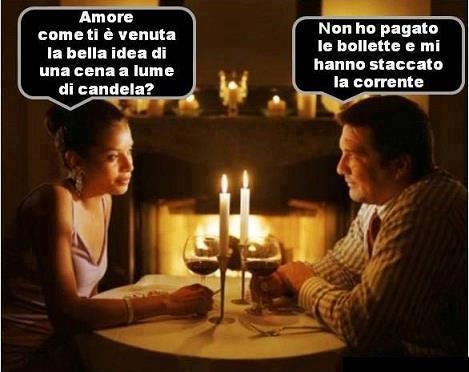 Amore
come ti è venuta
la bella idea di
una cena a lume
di candela?
Non ho pagato
le bollette e mi
hanno staccato
la corrente